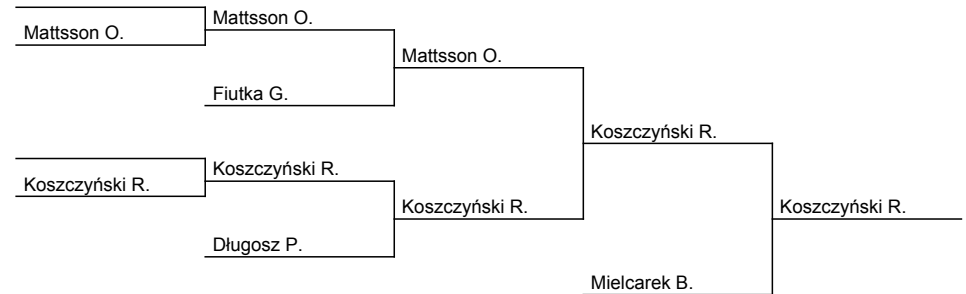 Mattsson O.
Mattsson O.
Mattsson O.
Fiutka G.
Koszczyński R.
Koszczyński R.
Koszczyński R.
Koszczyński R.
Koszczyński R.
Długosz P.
Mielcarek B.